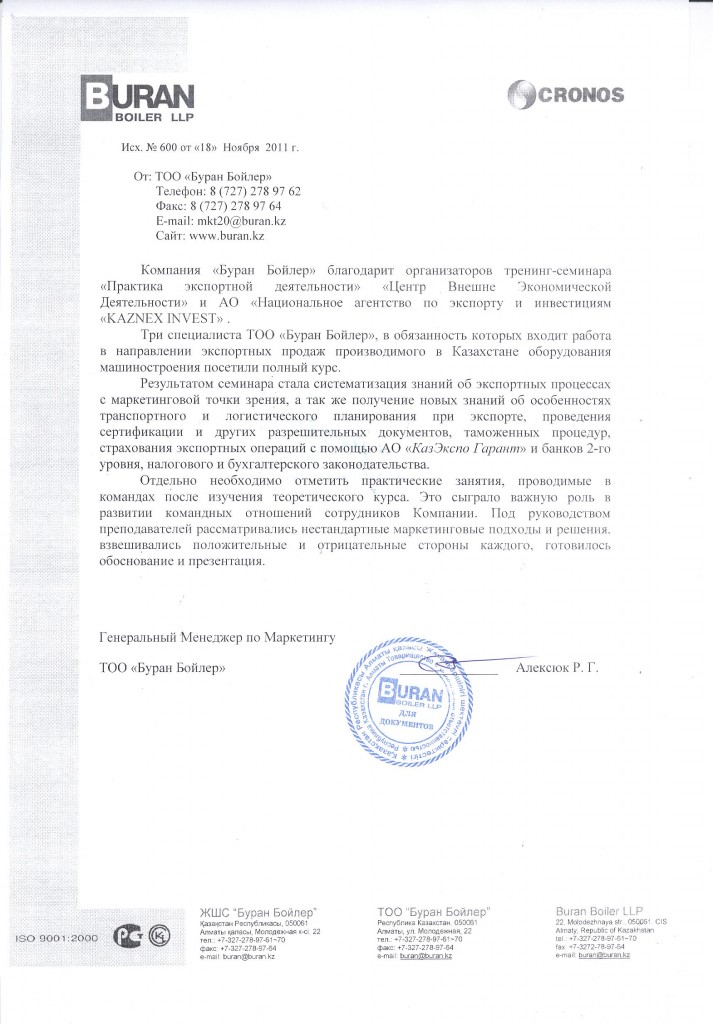 BURAN
BOILER LLP
CRONOS
Исх. № 600 от «18» Ноября 2011 г.
От: ТОО «Буран Бойлер»
Телефон: 8 (727) 278 97 62
Факс: 8 (727) 278 97 64
E-mail: mkt20@buran.kz
Сайт: www.buran.kz
Компания «Буран Бойлер» благодарит организаторов тренинг-семинара
«Практика экспортной деятельности» «Центр Внешне Экономической
Деятельности» и АО «Национальное агентство по экспорту и инвестициям
«KAZNEX INVEST» .
Три специалиста ТОО «Буран Бойлер», в обязанность которых входит работа
в направлении экспортных продаж производимого в Казахстане оборудования
машиностроения посетили полный курс.
Результатом семинара стала систематизация знаний об экспортных процессах
с маркетинговой точки зрения, а так же получение новых знаний об особенностях
транспортного и логистического планирования при экспорте, проведения
сертификации и других разрешительных документов, таможенных процедур,
страхования экспортных операций с помощью АО «КазЭкспо Гарант» и банков 2-го
уровня, налогового и бухгалтерского законодательства.
Отдельно необходимо отметить практические занятия, проводимые в
командах после изучения теоретического курса. Это сыграло важную роль в
развитии командных отношений сотрудников Компании. Под руководством
преподавателей рассматривались нестандартные маркетинговые подходы и решения.
взвешивались положительные и отрицательные стороны каждого, готовилось
обоснование и презентация.
Генеральный Менеджер по Маркетингу
ТОО «Буран Бойлер»
Алексюк Р. Г.
BURAN
BOILER LLP
ДЛЯ
ДОКУМЕНТОВ
ISO 9001:2000
ЖШС "Буран Бойлер"
Қазақстан Республикасы, 050061
Алматы қаласы, Молодежная к-сі, 22
тел.: +7-327-278-97-61~70
факс: +7-3272-78-97-64
e-mail: buran@buran.kz
ТОО "Буран Бойлер"
Республика Казахстан, 050061
Алматы, ул. Молодежная, 22
тел.: +7-327-278-97-61~70
факс: +7-3272-78-97-64
e-mail: buran@buran.kz
Buran Boiler LLP
22, Molodezhnaya str., 050061, CIS
Almaty, Republic of Kazakhstan
tel.: +7-327-278-97-61~70
fax: +7-3272-78-97-64
e-mail: buran@buran.kz